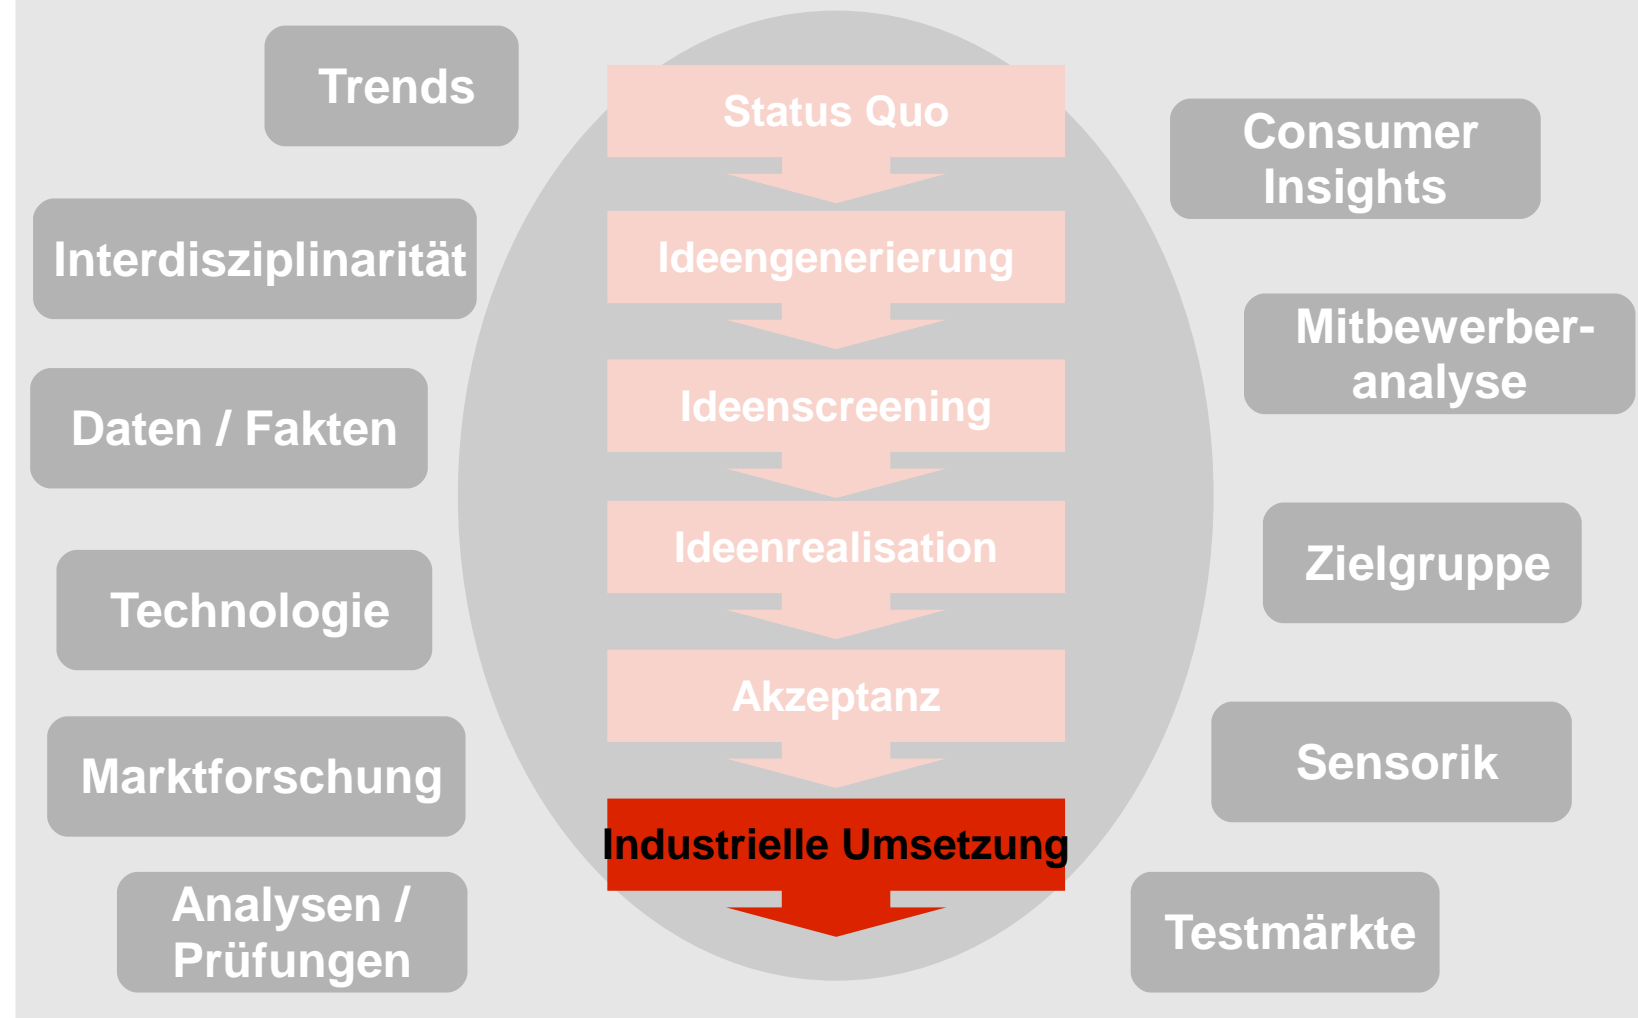 Trends
Interdisziplinarität
Daten / Fakten
Technologie
Marktforschung
Analysen /
Prüfungen
Status Quo
Ideengenerierung
Ideenscreening
Ideenrealisation
Akzeptanz
Industrielle Umsetzung
Consumer
Insights
Mitbewerber-
analyse
Zielgruppe
Sensorik
Testmärkte